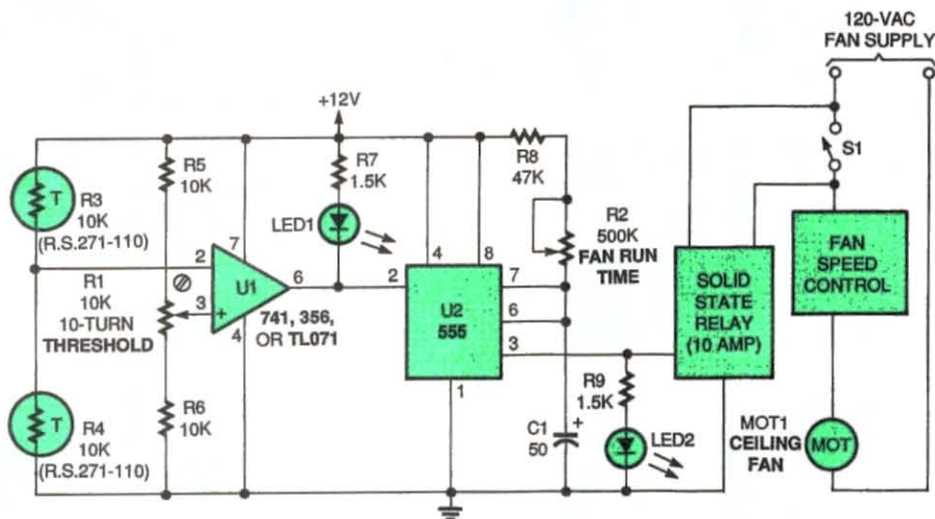 120-VAC
FAN SUPPLY
+12V
R5
10K
R7
1.5K
R8
47K
S1
T
R3
10K
(R.S.271-110)
LED1
R2
500K
FAN RUN
TIME
FAN
SPEED
CONTROL
R1
10K
10-TURN
THRESHOLD
2
7
3
+
4
U1
6
741, 356,
OR TL071
2
4
8
7
6
3
1
U2
555
SOLID
STATE
RELAY
(10 AMP)
T
R4
10K
(R.S.271-110)
R6
10K
C1
50
+
R9
1.5K
LED2
MOT1
CEILING
FAN
MOT